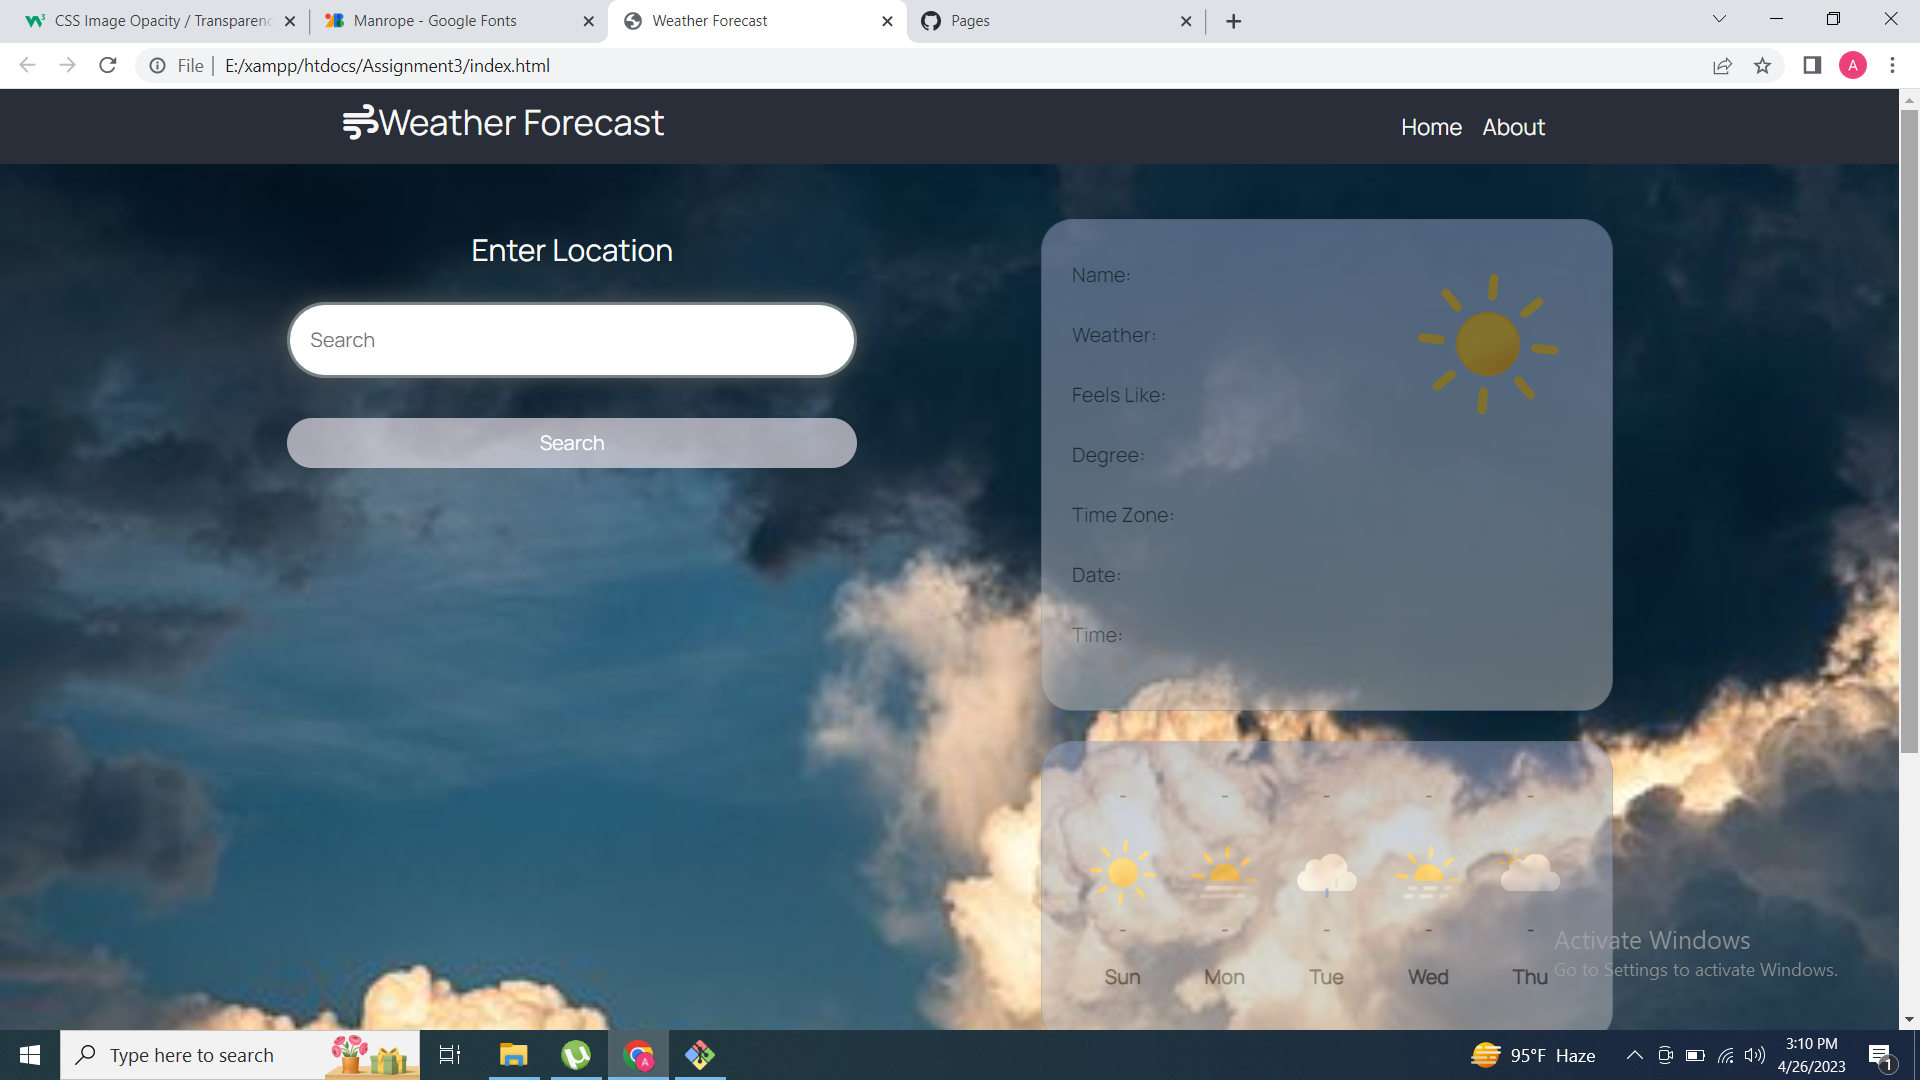 CSS Image Opacity / Transparenc
Manrope - Google Fonts
Weather Forecast
Pages
File
E:/xampp/htdocs/Assignment3/index.html
A
Weather Forecast
Home
About
Enter Location
Search
Search
Name:
Weather:
Feels Like:
Degree:
Time Zone:
Date:
Time:
- - - - -
- - - - -
Sun Mon Tue Wed Thu
Activate Windows
Go to Settings to activate Windows.
Type here to search
A
95°F Haze
3:10 PM
4/26/2023
1